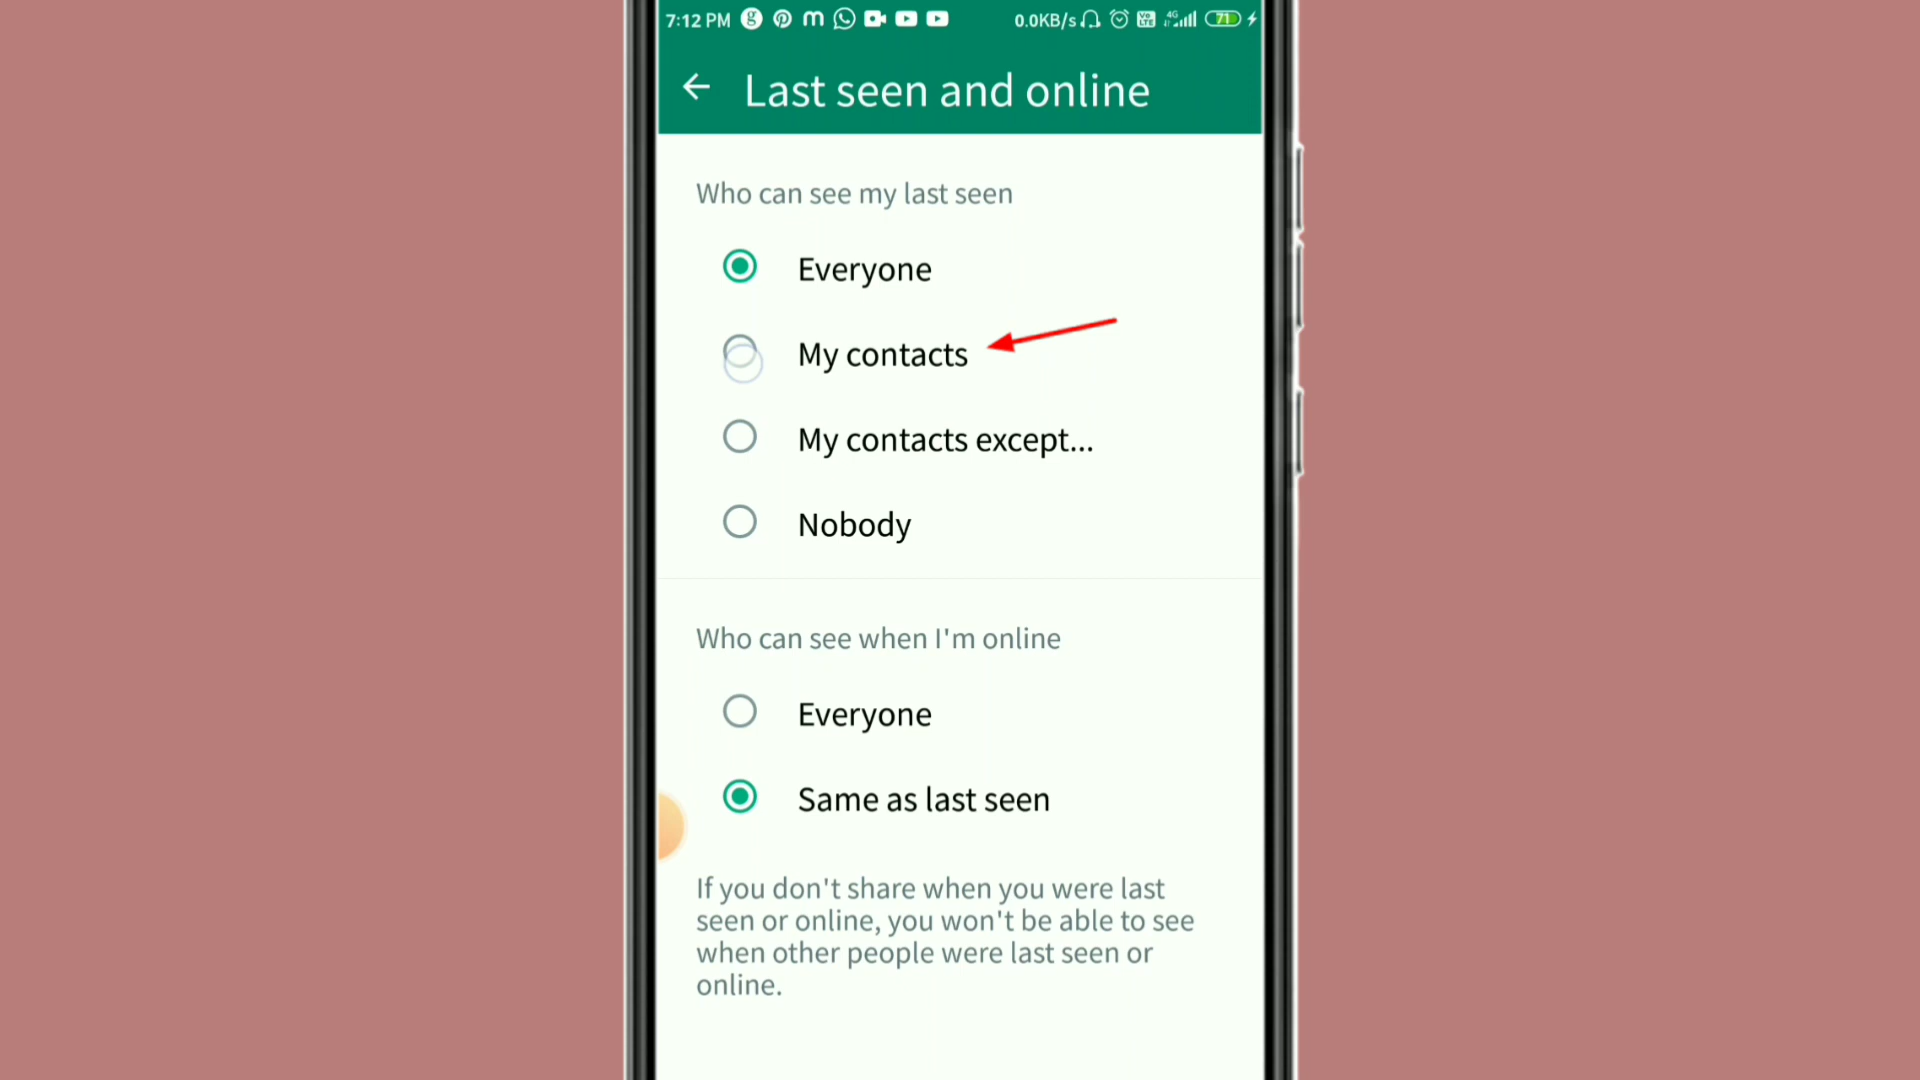 7:12 PM 0.0KB/s 4G 71
Last seen and online
Who can see my last seen
Everyone
My contacts
My contacts except...
Nobody
Who can see when I'm online
Everyone
Same as last seen
If you don't share when you were last
seen or online, you won't be able to see
when other people were last seen or
online.